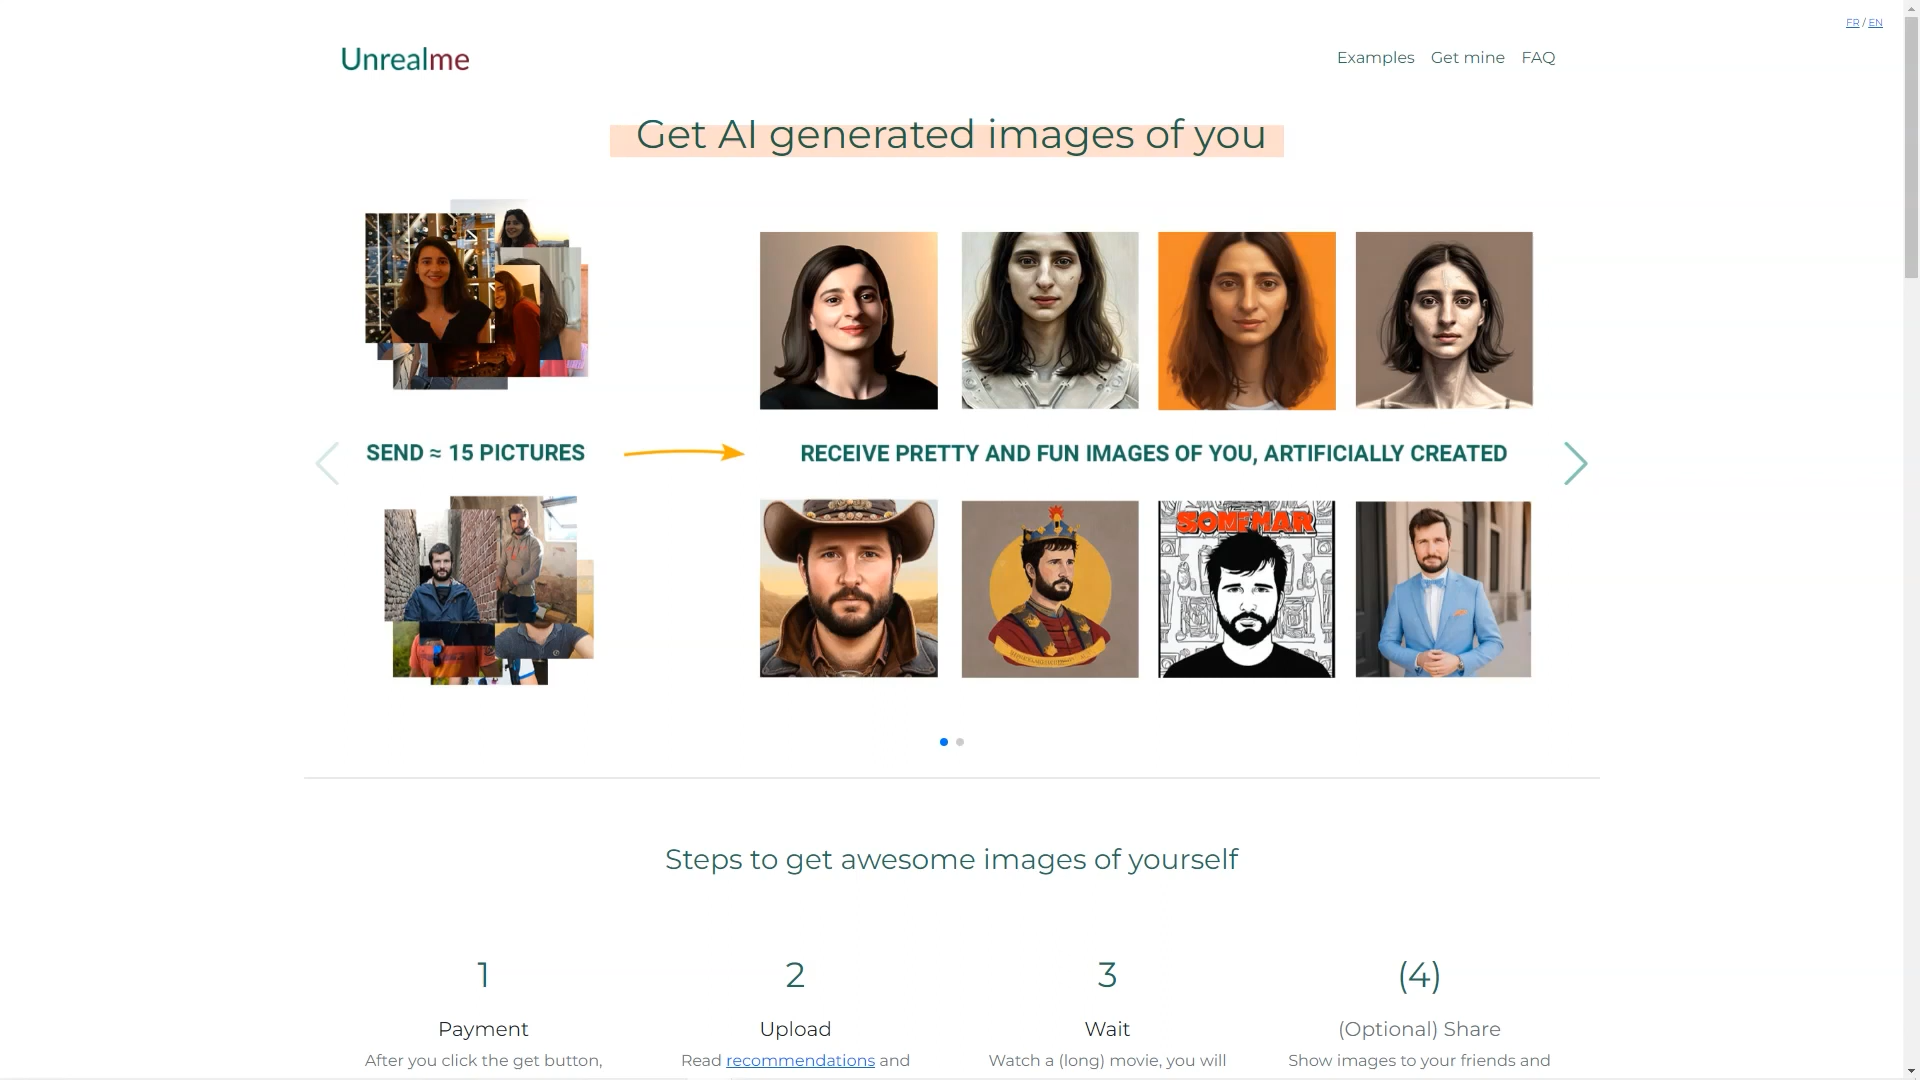 FR / EN
Unrealme
Examples Get mine FAQ
Get AI generated images of you
SEND ≈ 15 PICTURES
RECEIVE PRETTY AND FUN IMAGES OF YOU, ARTIFICIALLY CREATED
SOMEMAR
Steps to get awesome images of yourself
1
Payment
After you click the get button,
2
Upload
Read recommendations and
3
Wait
Watch a (long) movie, you will
(4)
(Optional) Share
Show images to your friends and